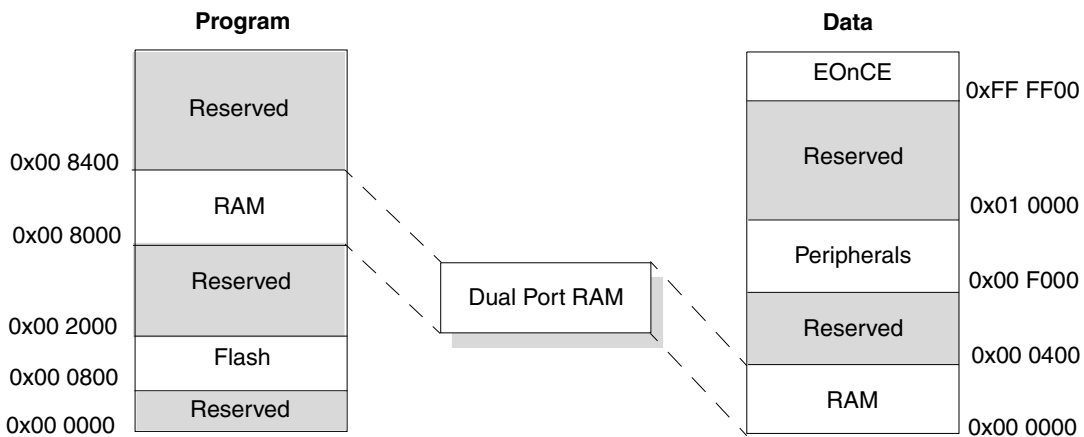 Program
Reserved
0x00 8400
RAM
0x00 8000
Reserved
0x00 2000
Flash
0x00 0800
Reserved
0x00 0000
Dual Port RAM
Data
EOnCE
0xFF FF00
Reserved
0x01 0000
Peripherals
0x00 F000
Reserved
0x00 0400
RAM
0x00 0000